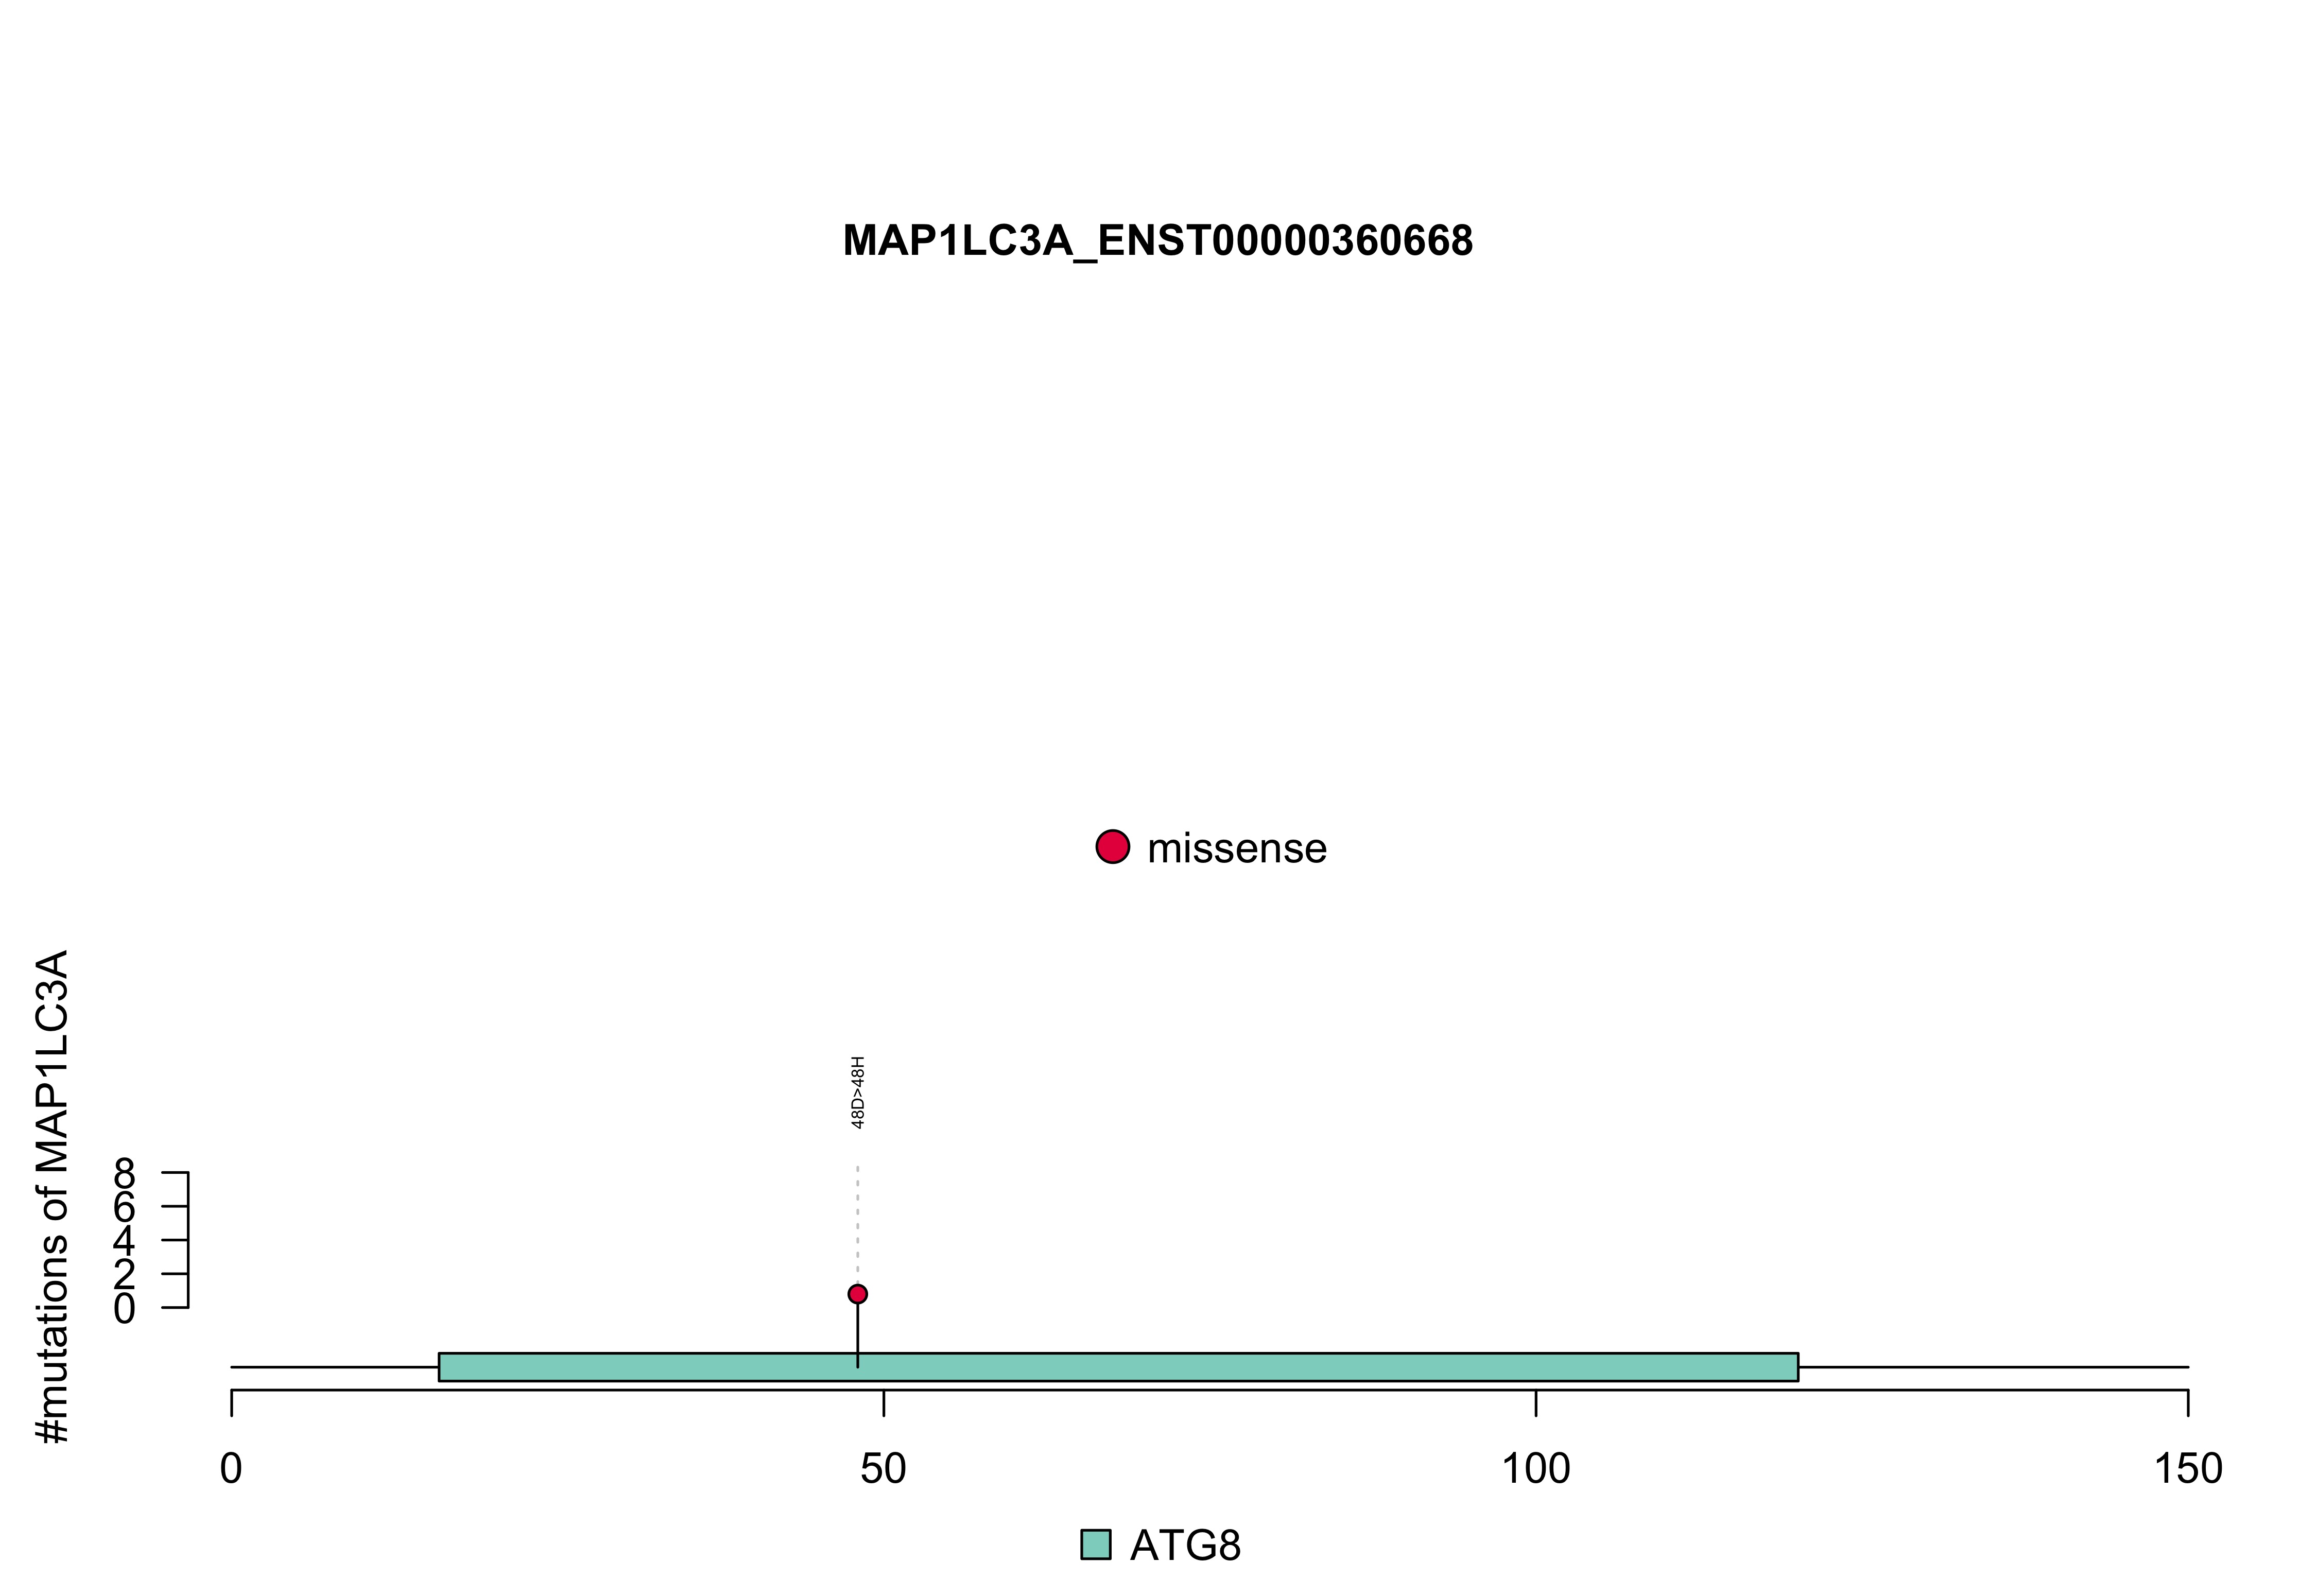 MAP1LC3A_ENST00000360668
missense
#mutations of MAP1LC3A
48D>48H
8
6
4
2
0
0 50 100 150
ATG8